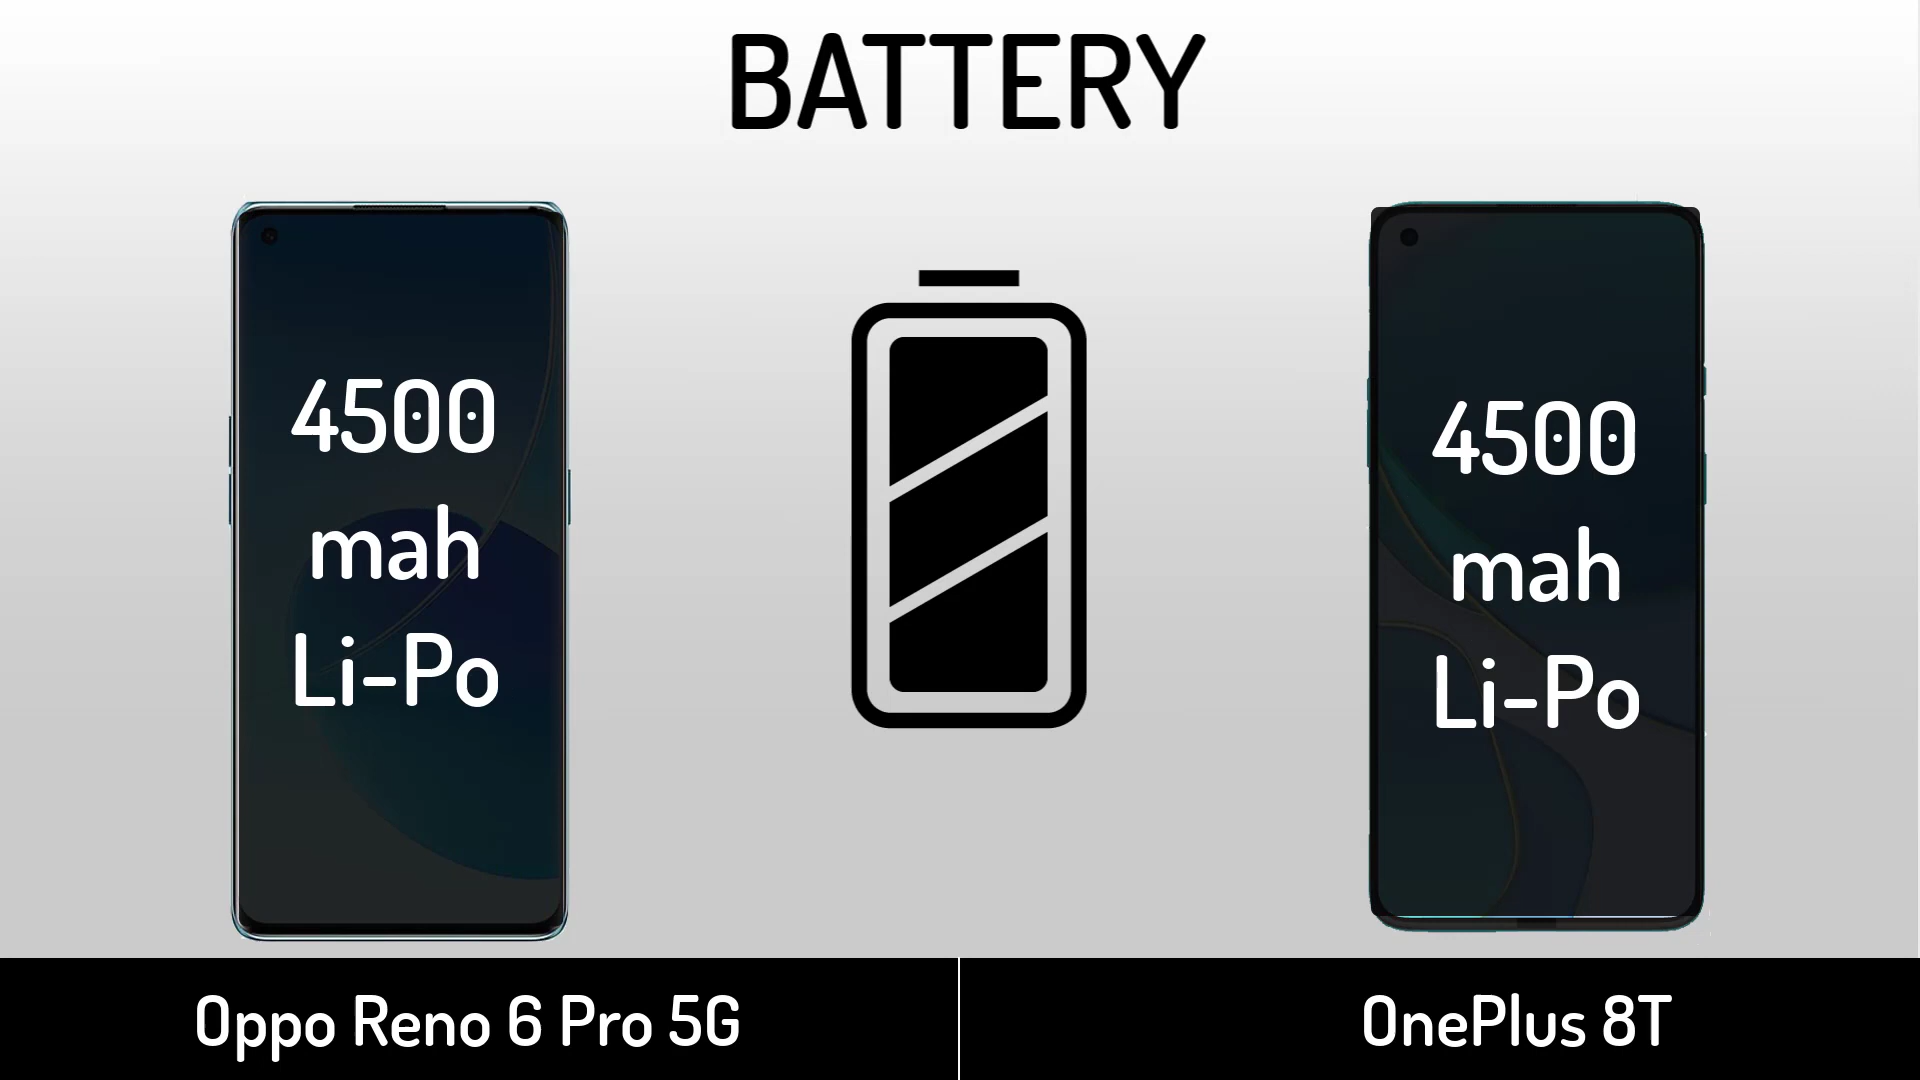 BATTERY
4500
mah
Li-Po
4500
mah
Li-Po
Oppo Reno 6 Pro 5G
OnePlus 8T